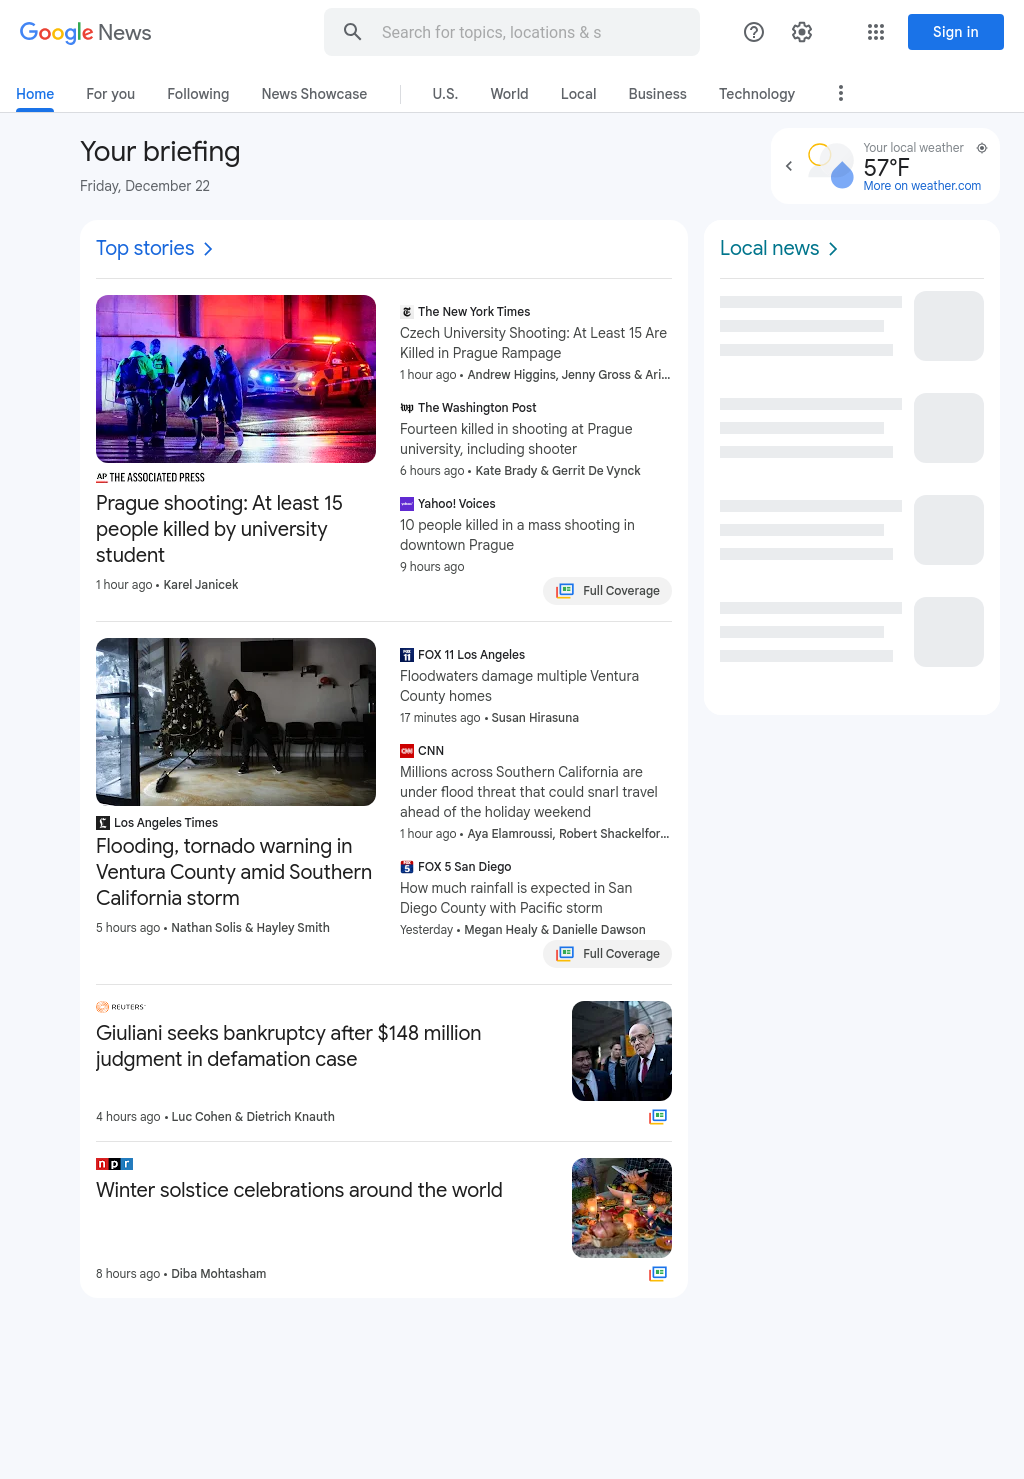 Google News
Search for topics, locations & s
Sign in
Home
For you
Following
News Showcase
U.S.
World
Local
Business
Technology
Your briefing
Friday, December 22
Your local weather
57°F
More on weather.com
Top stories
AP THE ASSOCIATED PRESS
Prague shooting: At least 15
people killed by university
student
1 hour ago • Karel Janicek
The New York Times
Czech University Shooting: At Least 15 Are
Killed in Prague Rampage
1 hour ago • Andrew Higgins, Jenny Gross & Ari...
wp The Washington Post
Fourteen killed in shooting at Prague
university, including shooter
6 hours ago • Kate Brady & Gerrit De Vynck
Yahoo! Voices
10 people killed in a mass shooting in
downtown Prague
9 hours ago
Full Coverage
Los Angeles Times
Flooding, tornado warning in
Ventura County amid Southern
California storm
5 hours ago • Nathan Solis & Hayley Smith
FOX 11 Los Angeles
Floodwaters damage multiple Ventura
County homes
17 minutes ago • Susan Hirasuna
CNN
Millions across Southern California are
under flood threat that could snarl travel
ahead of the holiday weekend
1 hour ago • Aya Elamroussi, Robert Shackelfor...
FOX 5 San Diego
How much rainfall is expected in San
Diego County with Pacific storm
Yesterday • Megan Healy & Danielle Dawson
Full Coverage
REUTERS
Giuliani seeks bankruptcy after $148 million
judgment in defamation case
4 hours ago • Luc Cohen & Dietrich Knauth
npr
Winter solstice celebrations around the world
8 hours ago • Diba Mohtasham
Local news